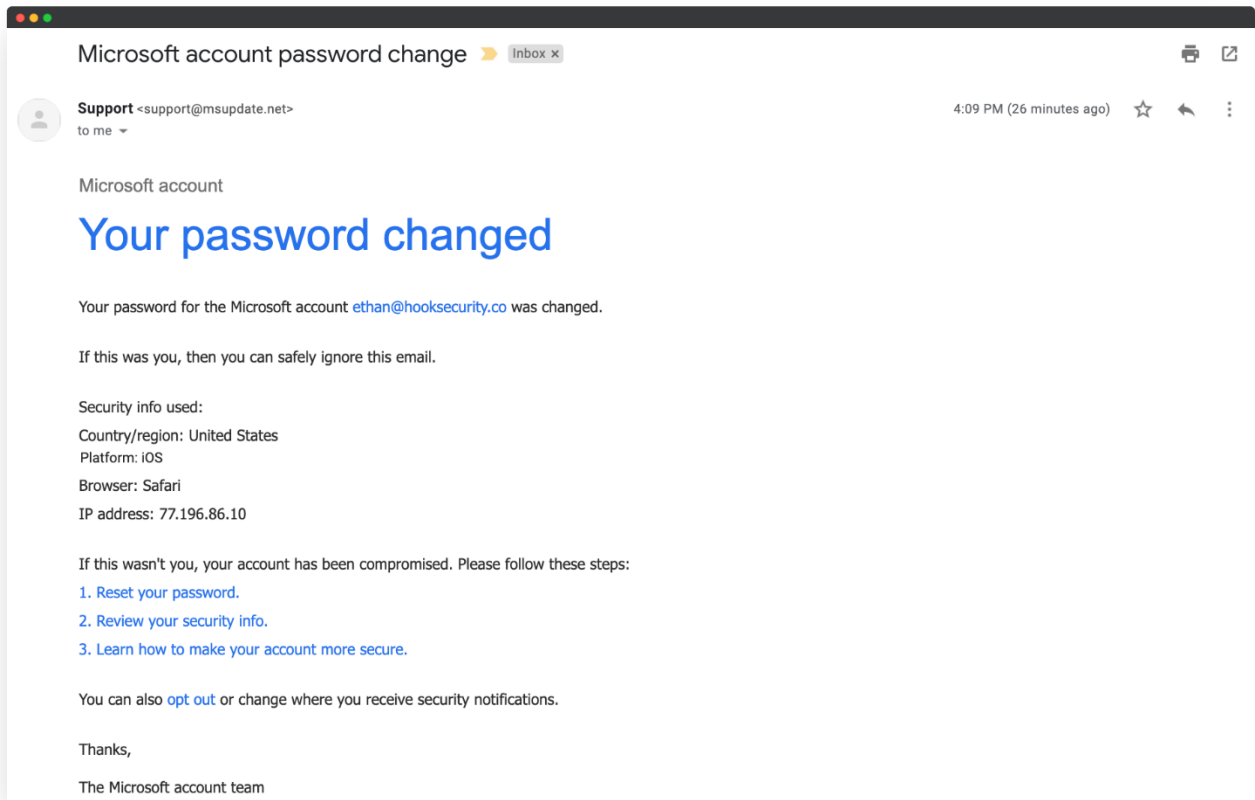 Microsoft account password change Inbox ×
Support <support@msupdate.net> 4:09 PM (26 minutes ago)
to me
Microsoft account
Your password changed
Your password for the Microsoft account ethan@hooksecurity.co was changed.
If this was you, then you can safely ignore this email.
Security info used:
Country/region: United States
Platform: iOS
Browser: Safari
IP address: 77.196.86.10
If this wasn't you, your account has been compromised. Please follow these steps:
1. Reset your password.
2. Review your security info.
3. Learn how to make your account more secure.
You can also opt out or change where you receive security notifications.
Thanks,
The Microsoft account team